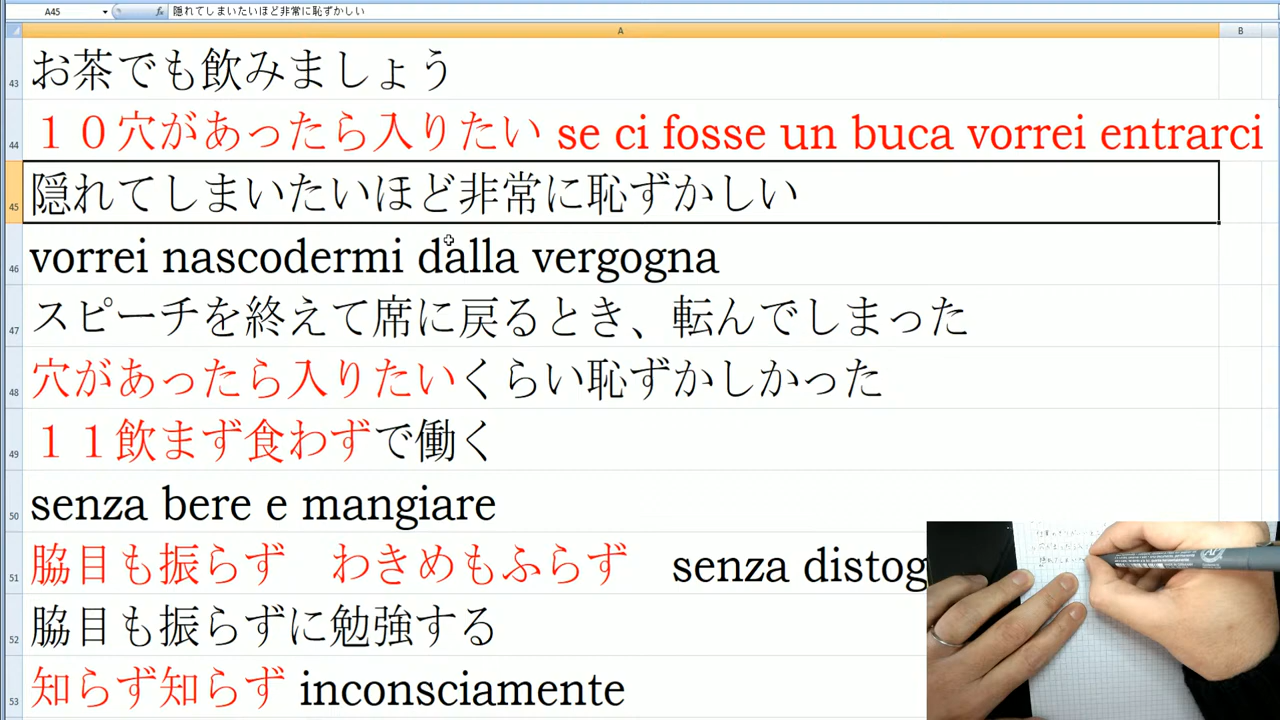 A45
fx 隠れてしまいたいほど非常に恥ずかしい
A B
43 お茶でも飲みましょう
44 １０穴があったら入りたい se ci fosse un buca vorrei entrarci
45 隠れてしまいたいほど非常に恥ずかしい
46 vorrei nascodermi dalla vergogna
47 スピーチを終えて席に戻るとき、転んでしまった
48 穴があったら入りたいくらい恥ずかしかった
49 １１飲まず食わずで働く
50 senza bere e mangiare
51 脇目も振らず　わきめもふらず　senza distog
52 脇目も振らずに勉強する
53 知らず知らず inconsciamente